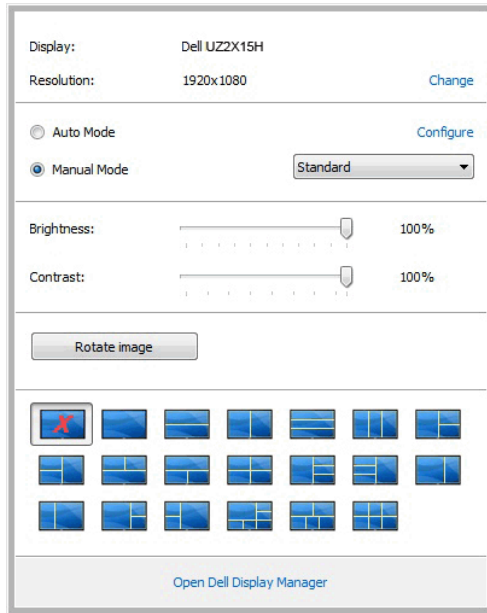 Display: Dell UZ2X15H
Resolution: 1920x1080 Change
Auto Mode Configure
Manual Mode Standard
Brightness: 100%
Contrast: 100%
Rotate image
X
Open Dell Display Manager